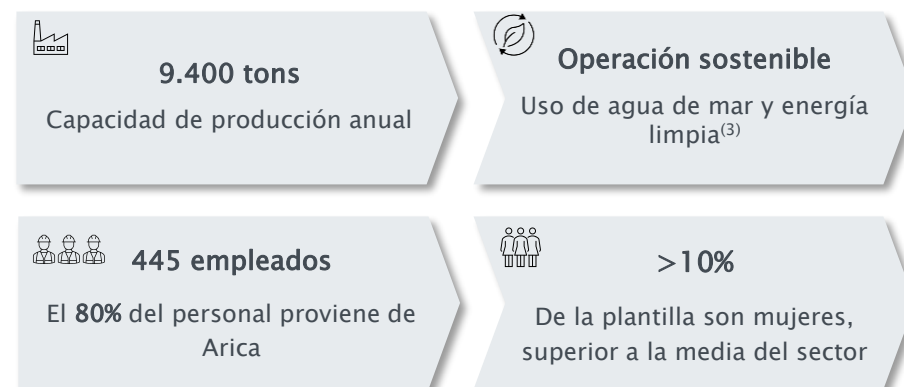 9.400 tons
Capacidad de producción anual
Operación sostenible
Uso de agua de mar y energía
limpia(3)
445 empleados
El 80% del personal proviene de
Arica
>10%
De la plantilla son mujeres,
superior a la media del sector